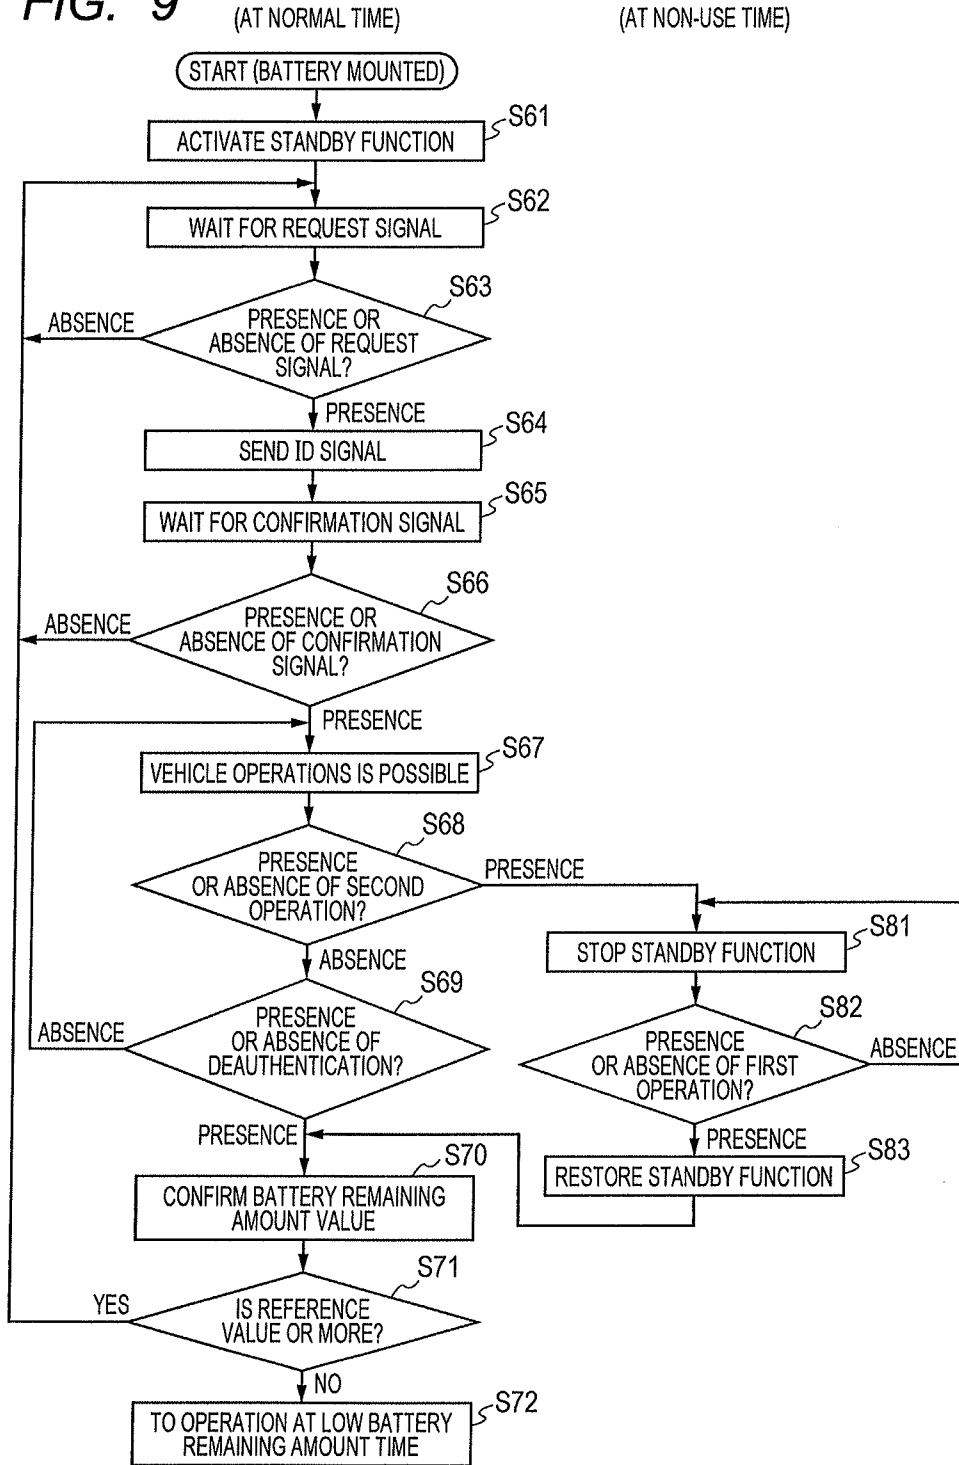 FIG. 9
(AT NORMAL TIME)
(AT NON-USE TIME)
START (BATTERY MOUNTED)
S61
ACTIVATE STANDBY FUNCTION
S62
WAIT FOR REQUEST SIGNAL
S63
PRESENCE OR
ABSENCE OF REQUEST
SIGNAL?
ABSENCE
PRESENCE
S64
SEND ID SIGNAL
S65
WAIT FOR CONFIRMATION SIGNAL
S66
PRESENCE OR
ABSENCE OF CONFIRMATION
SIGNAL?
ABSENCE
PRESENCE
S67
VEHICLE OPERATIONS IS POSSIBLE
S68
PRESENCE
OR ABSENCE OF SECOND
OPERATION?
PRESENCE
ABSENCE
S69
PRESENCE
OR ABSENCE OF
DEAUTHENTICATION?
ABSENCE
PRESENCE
S81
STOP STANDBY FUNCTION
S82
PRESENCE
OR ABSENCE OF FIRST
OPERATION?
ABSENCE
PRESENCE
S83
RESTORE STANDBY FUNCTION
S70
CONFIRM BATTERY REMAINING
AMOUNT VALUE
S71
IS REFERENCE
VALUE OR MORE?
YES
NO
S72
TO OPERATION AT LOW BATTERY
REMAINING AMOUNT TIME